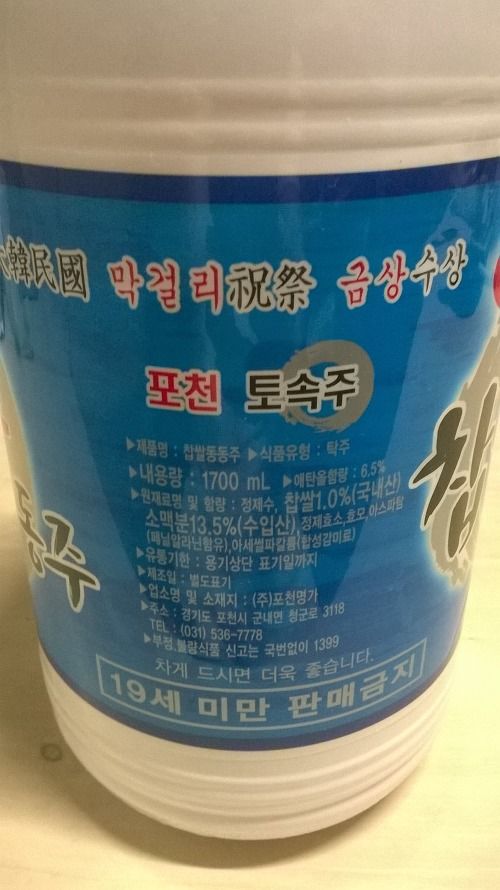 韓民國 막걸리祝祭 금상수상
포천 토속주
▶제품명 : 찹쌀동동주 ▶식품유형 : 탁주
▶내용량 : 1700 mL ▶에탄올함량 : 6.5%
▶원재료명 및 함량 : 정제수, 찹쌀1.0%(국내산)
소맥분13.5%(수입산), 정제효소,효모,아스파탐
(페닐알라닌함유),아세썰파칼륨(합성감미료)
▶유통기한 : 용기상단 표기일까지
▶제조일 : 별도표기
▶업소명 및 소재지 : (주)포천명가
▶주소 : 경기도 포천시 군내면 청군로 3118
TEL : (031) 536-7778
▶부정,불량식품 신고는 국번없이 1399
차게 드시면 더욱 좋습니다.
19세 미만 판매금지
동주
찹